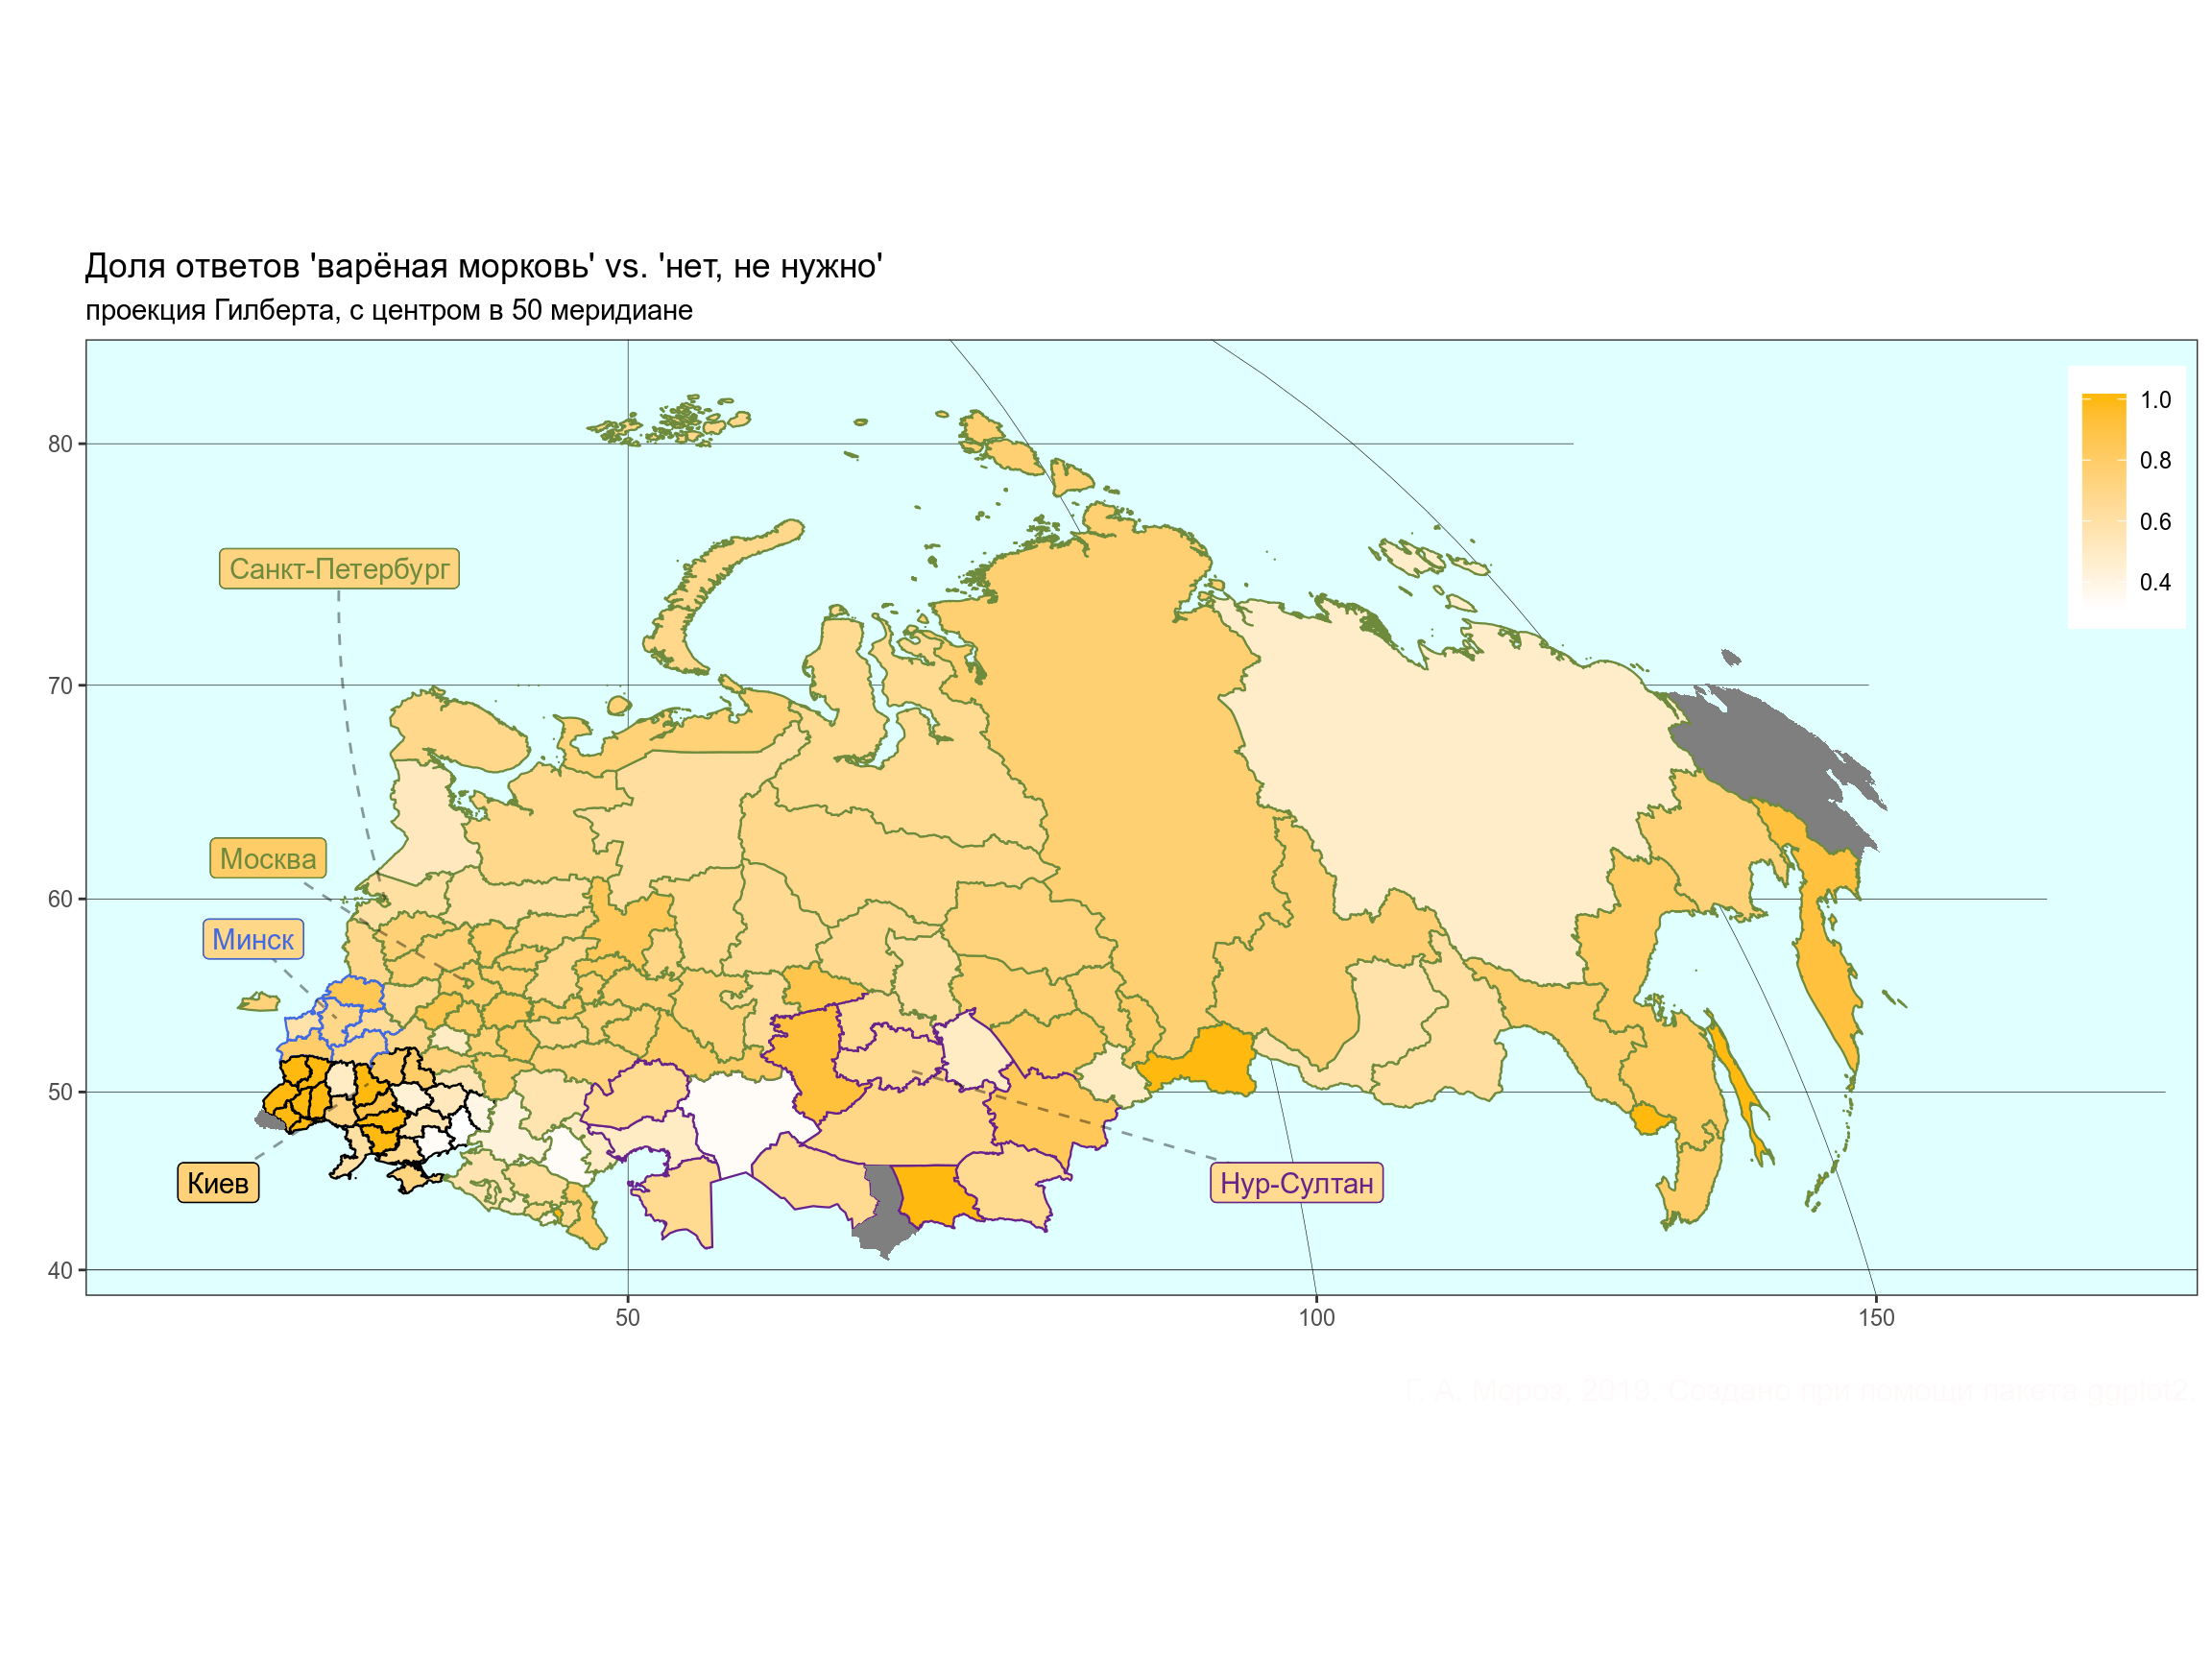 Доля ответов 'варёная морковь' vs. 'нет, не нужно'
проекция Гилберта, с центром в 50 меридиане
1.0
0.8
0.6
0.4
80
70
60
50
40
Санкт-Петербург
Москва
Минск
Киев
Нур-Султан
50
100
150
Г. А. Мороз, 2019. Создано при помощи пакета ggplot2.